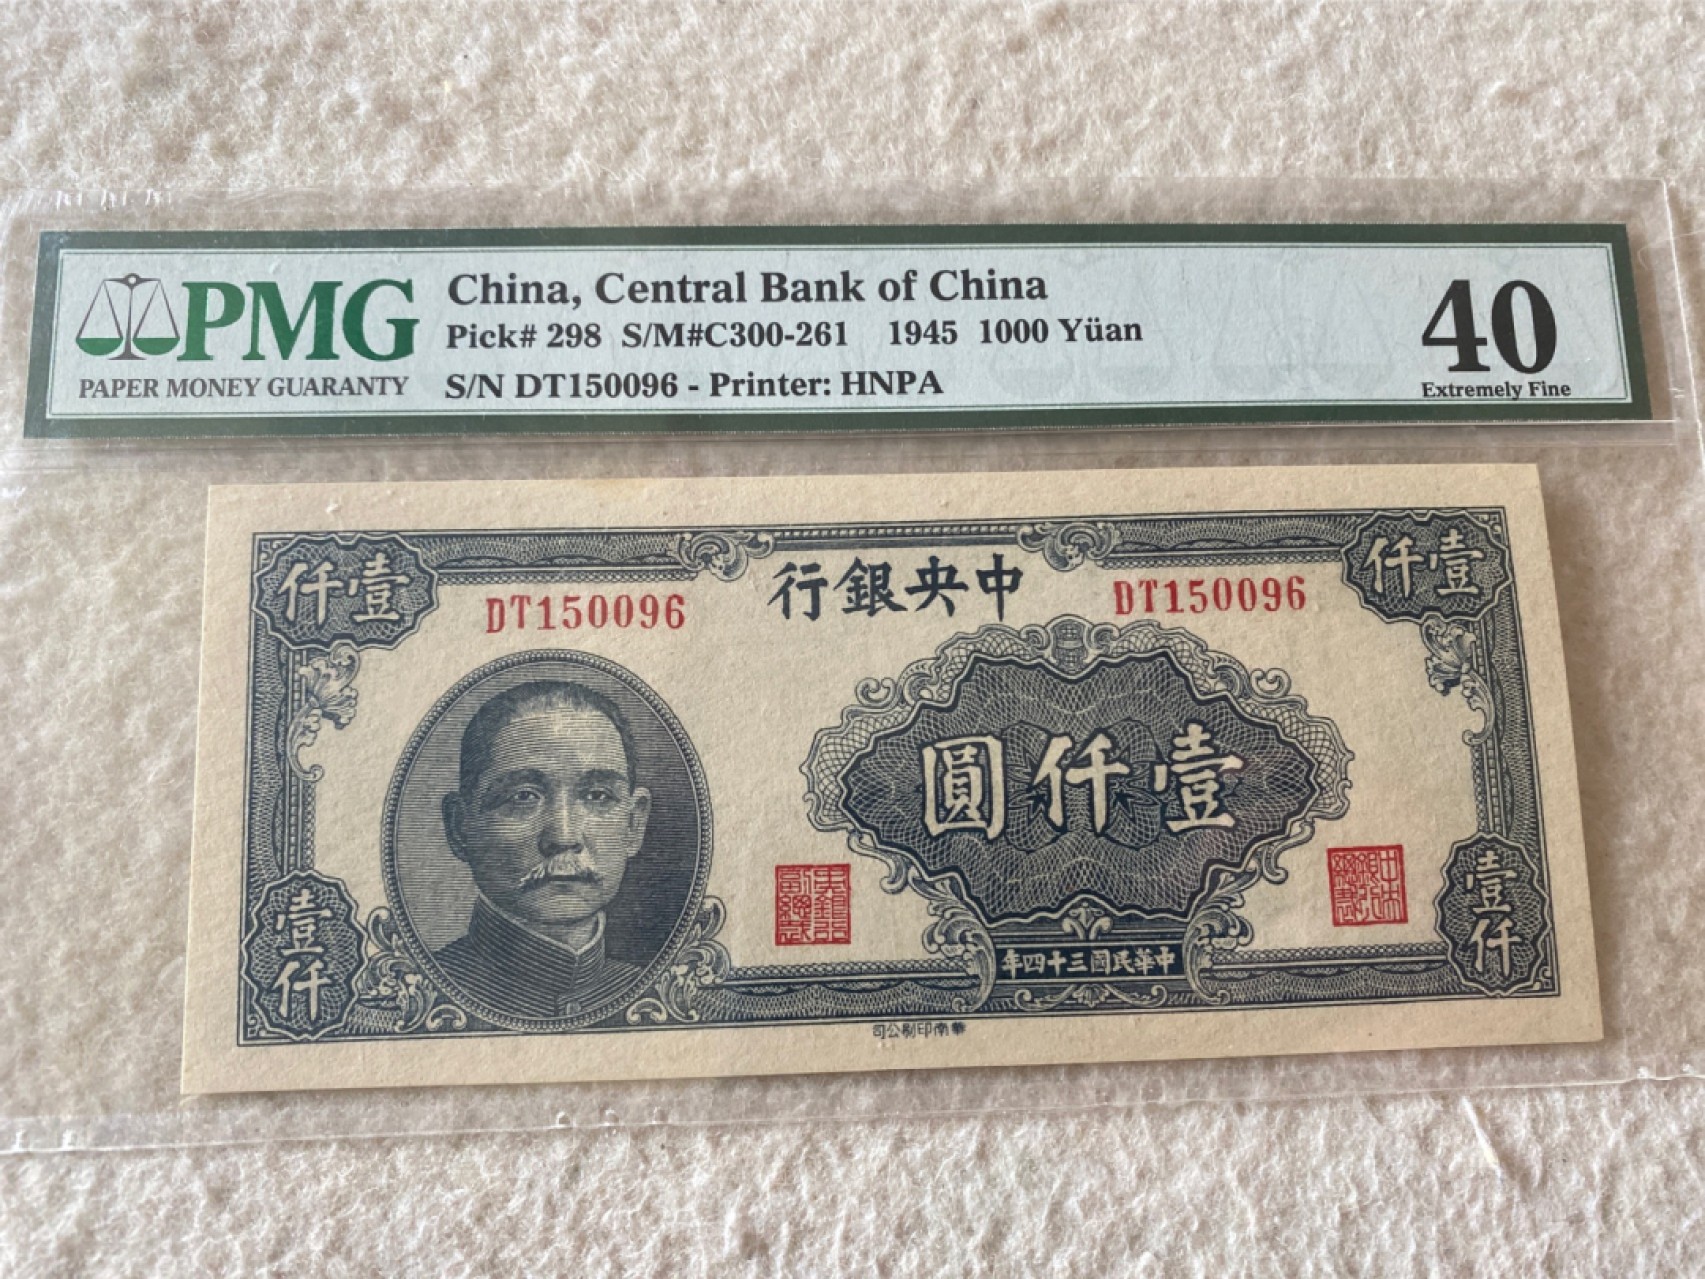 PMG
PAPER MONEY GUARANTY
China, Central Bank of China
Pick# 298 S/M#C300-261 1945 1000 Yüan
S/N DT150096 - Printer: HNPA
40
Extremely Fine
壹仟
壹仟
中央銀行
DT150096
DT150096
壹仟圓
壹仟
壹仟
中華民國三十四年
華南印刷公司